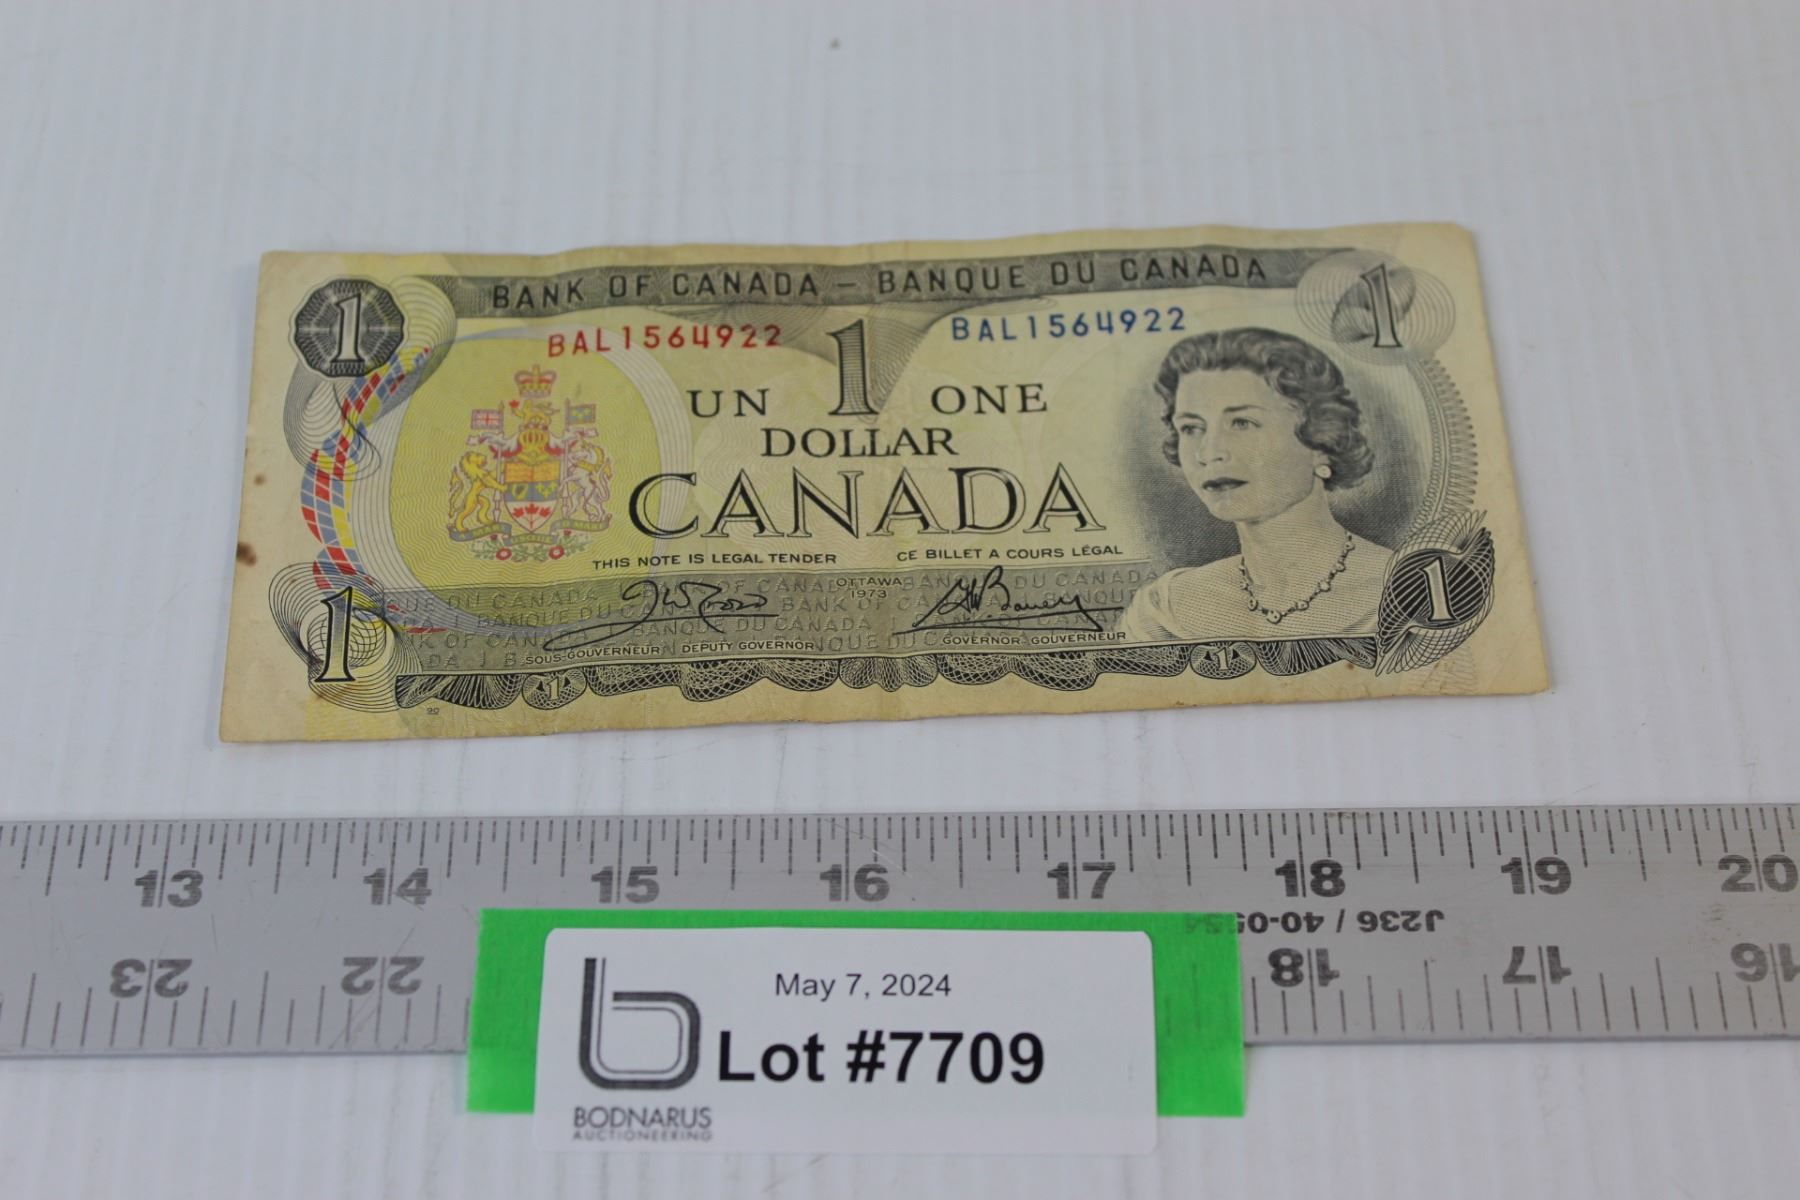 BANK OF CANADA – BANQUE DU CANADA
1 1
BAL1564922 1 BAL1564922
UN ONE
DOLLAR
CANADA
THIS NOTE IS LEGAL TENDER CE BILLET A COURS LÉGAL
OTTAWA
1973
1 1
SOUS-GOUVERNEUR DEPUTY GOVERNOR GOVERNOR-GOUVERNEUR
1 1
13 14 15 16 17 18 19 20
J236 / 40-0554
23 22 18 17 16
May 7, 2024
Lot #7709
BODNARUS
AUCTIONEERING